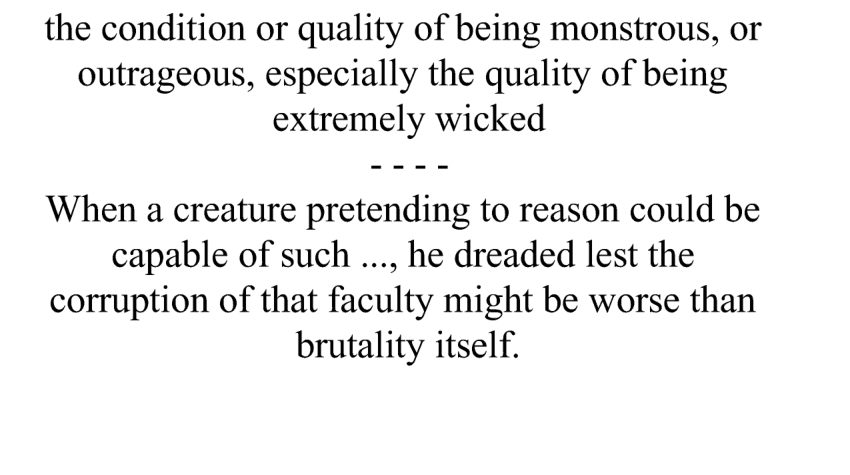 the condition or quality of being monstrous, or
outrageous, especially the quality of being
extremely wicked
- - - -
When a creature pretending to reason could be
capable of such ..., he dreaded lest the
corruption of that faculty might be worse than
brutality itself.